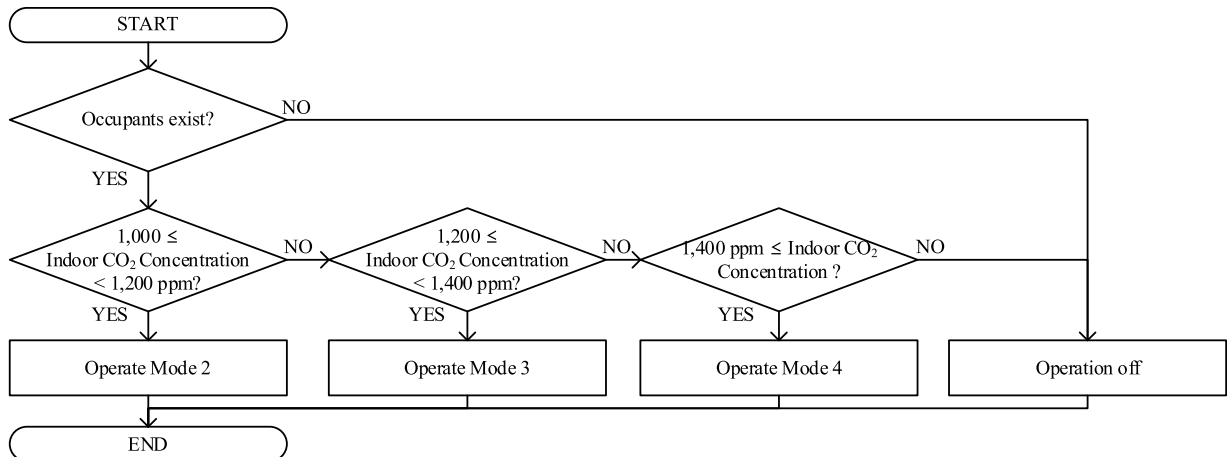 START
Occupants exist?
NO
YES
1,000 ≤
Indoor CO₂ Concentration
< 1,200 ppm?
NO
YES
1,200 ≤
Indoor CO₂ Concentration
< 1,400 ppm?
NO
YES
1,400 ppm ≤ Indoor CO₂
Concentration ?
NO
YES
Operate Mode 2
Operate Mode 3
Operate Mode 4
Operation off
END